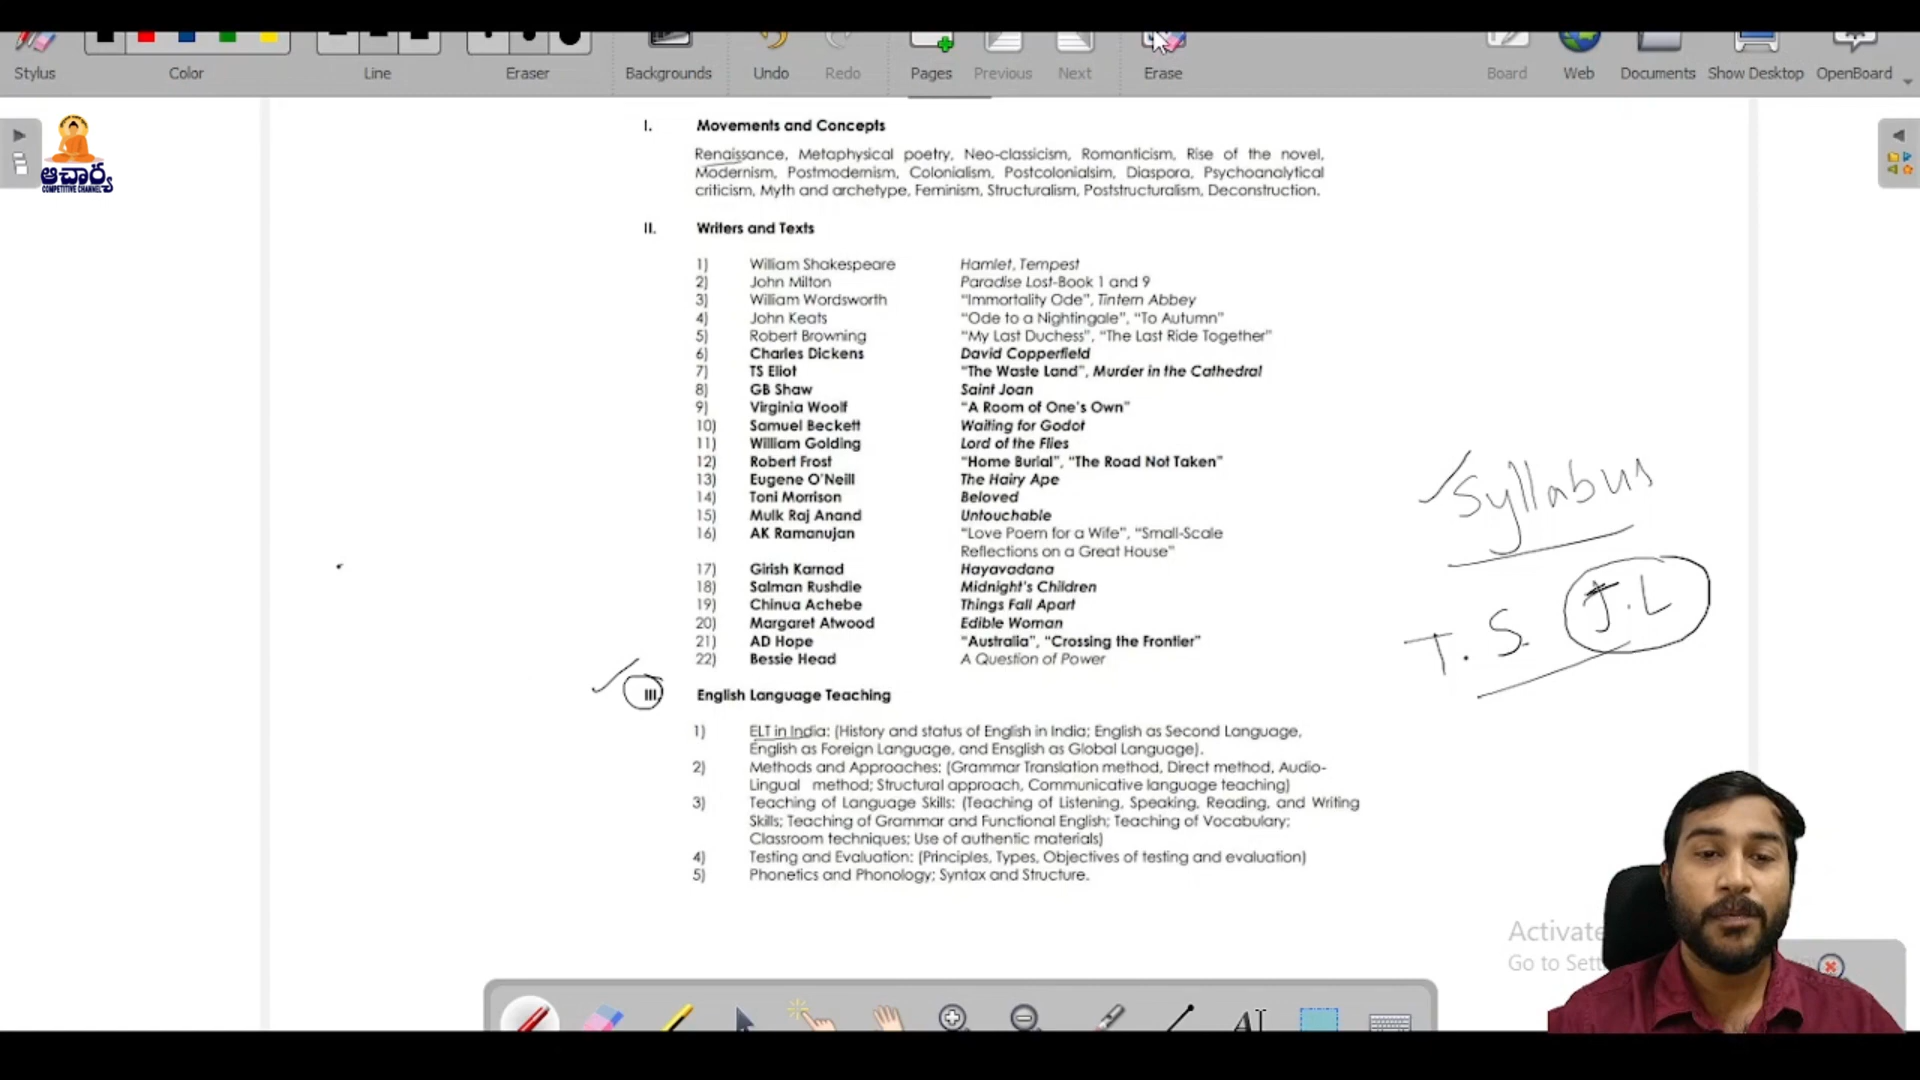 Stylus
Color
Line
Eraser
Backgrounds
Undo
Redo
Pages
Previous
Next
Erase
Board
Web
Documents
Show Desktop
OpenBoard
ఆచార్య
COMPETITIVE CHANNEL
I. Movements and Concepts
Renaissance, Metaphysical poetry, Neo-classicism, Romanticism, Rise of the novel,
Modernism, Postmodernism, Colonialism, Postcolonialsim, Diaspora, Psychoanalytical
criticism, Myth and archetype, Feminism, Structuralism, Poststructuralism, Deconstruction.
II. Writers and Texts
1) William Shakespeare Hamlet, Tempest
2) John Milton Paradise Lost-Book 1 and 9
3) William Wordsworth "Immortality Ode", Tintern Abbey
4) John Keats "Ode to a Nightingale", "To Autumn"
5) Robert Browning "My Last Duchess", "The Last Ride Together"
6) Charles Dickens David Copperfield
7) TS Eliot "The Waste Land", Murder in the Cathedral
8) GB Shaw Saint Joan
9) Virginia Woolf "A Room of One's Own"
10) Samuel Beckett Waiting for Godot
11) William Golding Lord of the Flies
12) Robert Frost "Home Burial", "The Road Not Taken"
13) Eugene O'Neill The Hairy Ape
14) Toni Morrison Beloved
15) Mulk Raj Anand Untouchable
16) AK Ramanujan "Love Poem for a Wife", "Small-Scale
Reflections on a Great House"
17) Girish Karnad Hayavadana
18) Salman Rushdie Midnight's Children
19) Chinua Achebe Things Fall Apart
20) Margaret Atwood Edible Woman
21) AD Hope "Australia", "Crossing the Frontier"
22) Bessie Head A Question of Power
Syllabus
T. S. J.L
III. English Language Teaching
1) ELT in India: (History and status of English in India; English as Second Language,
English as Foreign Language, and Ensglish as Global Language).
2) Methods and Approaches: (Grammar Translation method, Direct method, Audio-
Lingual method; Structural approach, Communicative language teaching)
3) Teaching of Language Skills: (Teaching of Listening, Speaking, Reading, and Writing
Skills; Teaching of Grammar and Functional English; Teaching of Vocabulary;
Classroom techniques; Use of authentic materials)
4) Testing and Evaluation: (Principles, Types, Objectives of testing and evaluation)
5) Phonetics and Phonology; Syntax and Structure.
Activate
Go to Sett